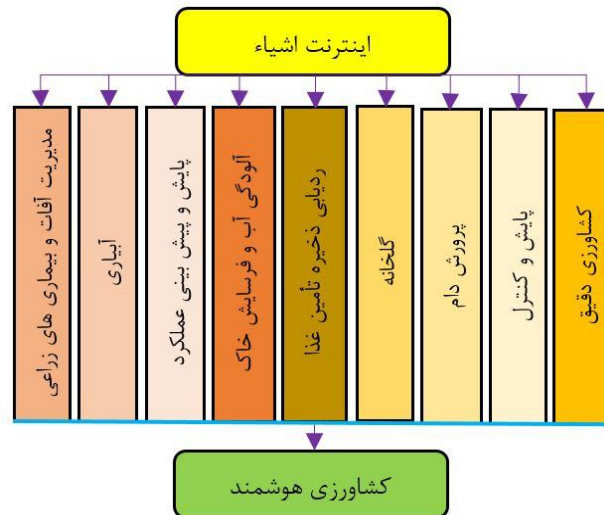 اینترنت اشیاء
کشاورزی دقیق
پایش و کنترل
پرورش دام
گلخانه
ردیابی ذخیره تأمین غذا
آلودگی آب و فرسایش خاک
پایش و پیش بینی عملکرد
آبیاری
مدیریت آفات و بیماری های زراعی
کشاورزی هوشمند